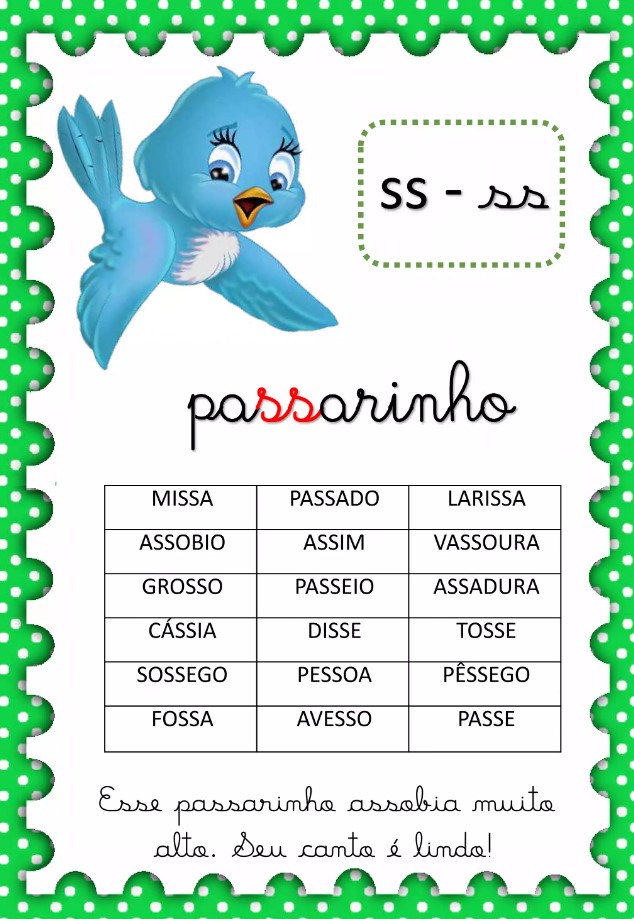 ss - ss
passarinho
MISSA PASSADO LARISSA
ASSOBIO ASSIM VASSOURA
GROSSO PASSEIO ASSADURA
CÁSSIA DISSE TOSSE
SOSSEGO PESSOA PÊSSEGO
FOSSA AVESSO PASSE
Esse passarinho assobia muito
alto. Seu canto é lindo!